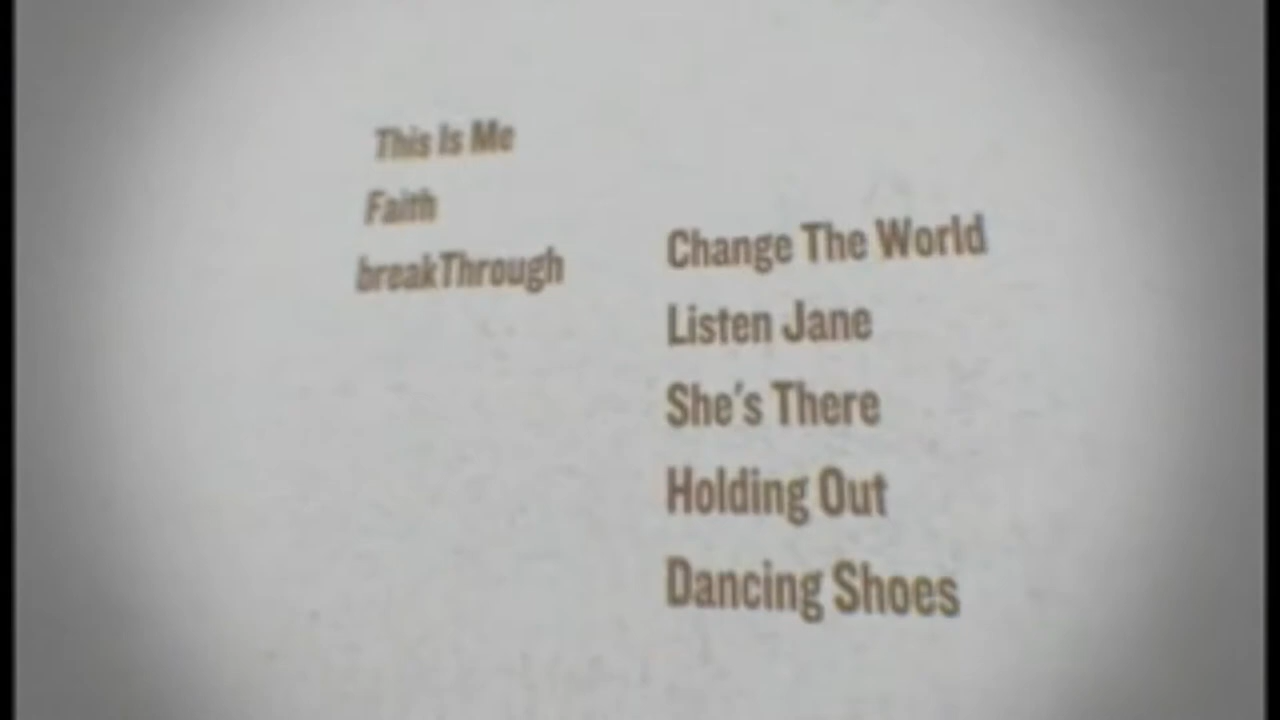 This Is Me
Faith
breakThrough
Change The World
Listen Jane
She's There
Holding Out
Dancing Shoes